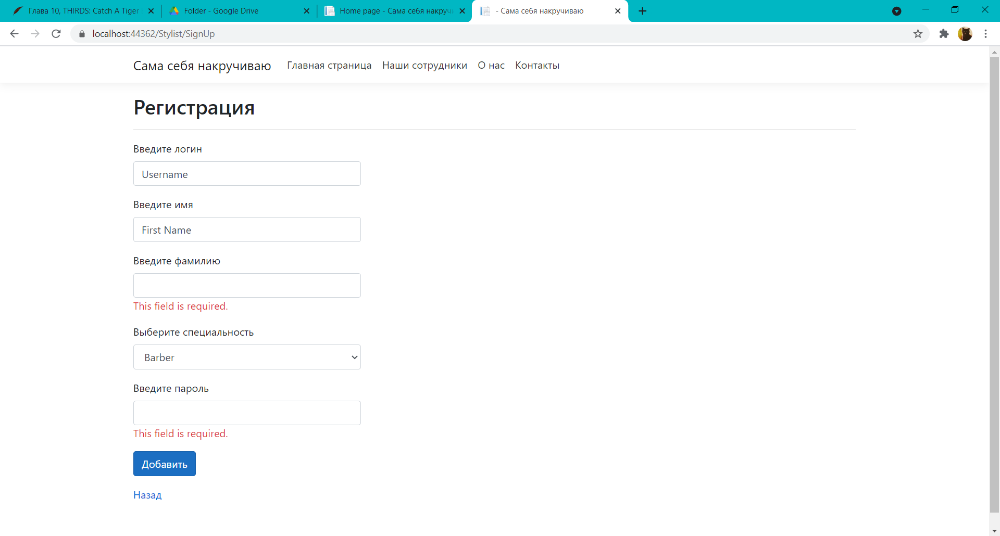 Глава 10, THIRDS: Catch A Tiger
Folder - Google Drive
Home page - Сама себя накруч
- Сама себя накручиваю
localhost:44362/Stylist/SignUp
Сама себя накручиваю Главная страница Наши сотрудники О нас Контакты
Регистрация
Введите логин
Username
Введите имя
First Name
Введите фамилию
This field is required.
Выберите специальность
Barber
Введите пароль
This field is required.
Добавить
Назад